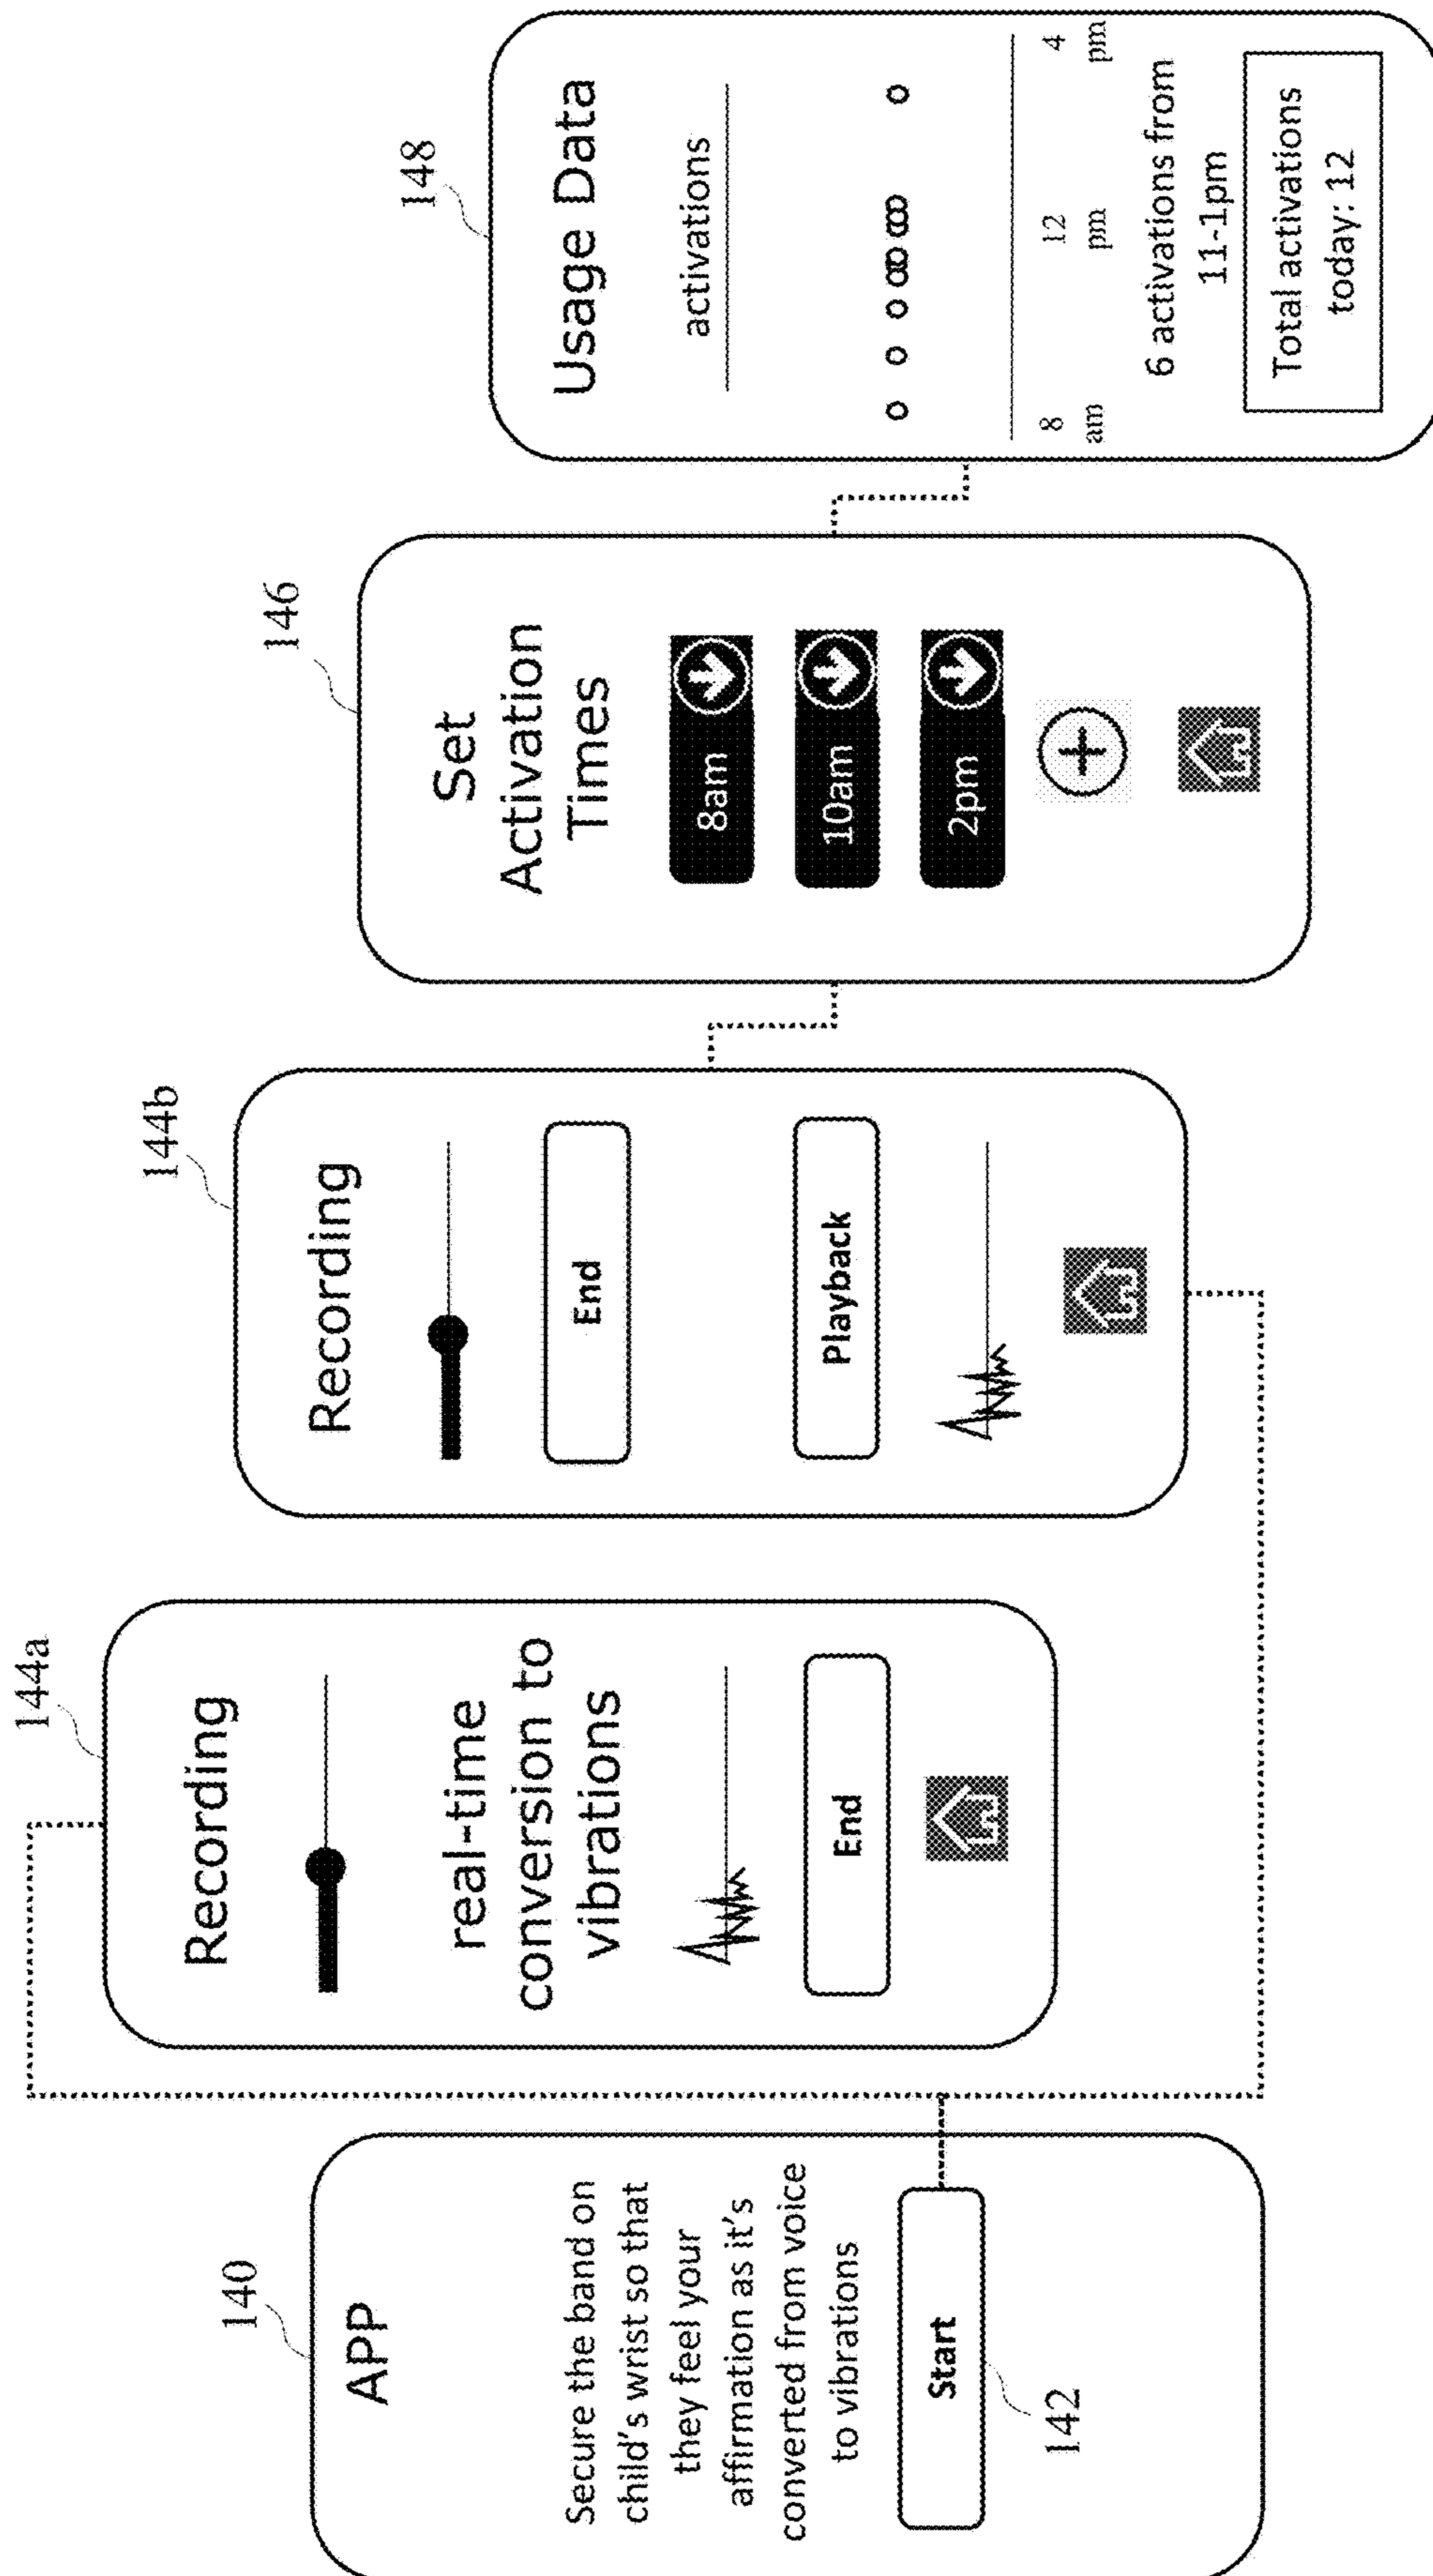 140
APP
Secure the band on
child's wrist so that
they feel your
affirmation as it's
converted from voice
to vibrations
Start
142
144a
Recording
real-time
conversion to
vibrations
End
144b
Recording
End
Playback
146
Set
Activation
Times
8am
10am
2pm
148
Usage Data
activations
8 12 4
am pm pm
6 activations from
11-1pm
Total activations
today: 12